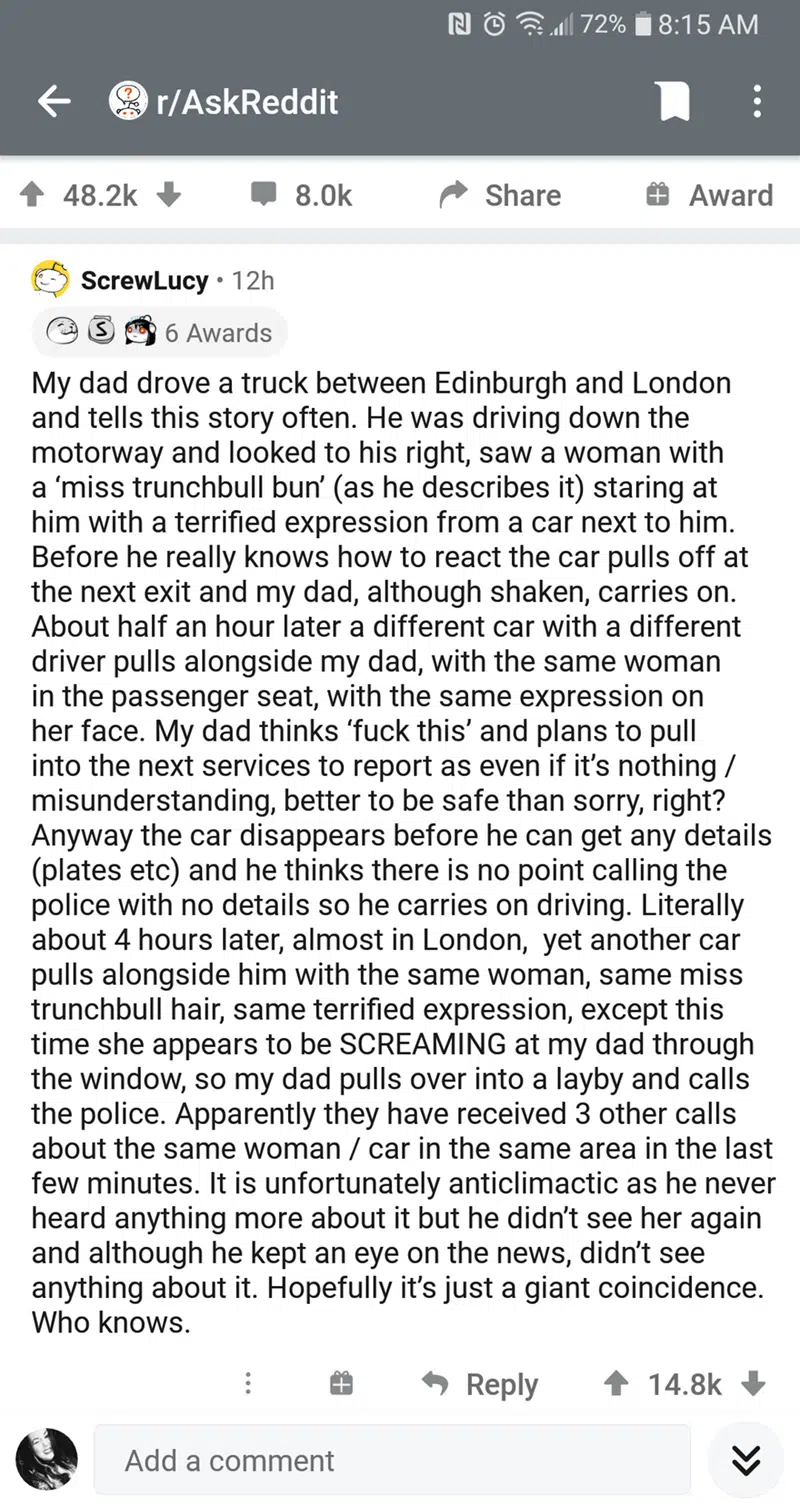 72% 8:15 AM
r/AskReddit
48.2k 8.0k Share Award
ScrewLucy • 12h
6 Awards
My dad drove a truck between Edinburgh and London
and tells this story often. He was driving down the
motorway and looked to his right, saw a woman with
a ‘miss trunchbull bun’ (as he describes it) staring at
him with a terrified expression from a car next to him.
Before he really knows how to react the car pulls off at
the next exit and my dad, although shaken, carries on.
About half an hour later a different car with a different
driver pulls alongside my dad, with the same woman
in the passenger seat, with the same expression on
her face. My dad thinks ‘fuck this’ and plans to pull
into the next services to report as even if it’s nothing /
misunderstanding, better to be safe than sorry, right?
Anyway the car disappears before he can get any details
(plates etc) and he thinks there is no point calling the
police with no details so he carries on driving. Literally
about 4 hours later, almost in London,  yet another car
pulls alongside him with the same woman, same miss
trunchbull hair, same terrified expression, except this
time she appears to be SCREAMING at my dad through
the window, so my dad pulls over into a layby and calls
the police. Apparently they have received 3 other calls
about the same woman / car in the same area in the last
few minutes. It is unfortunately anticlimactic as he never
heard anything more about it but he didn’t see her again
and although he kept an eye on the news, didn’t see
anything about it. Hopefully it’s just a giant coincidence.
Who knows.
Reply 14.8k
Add a comment